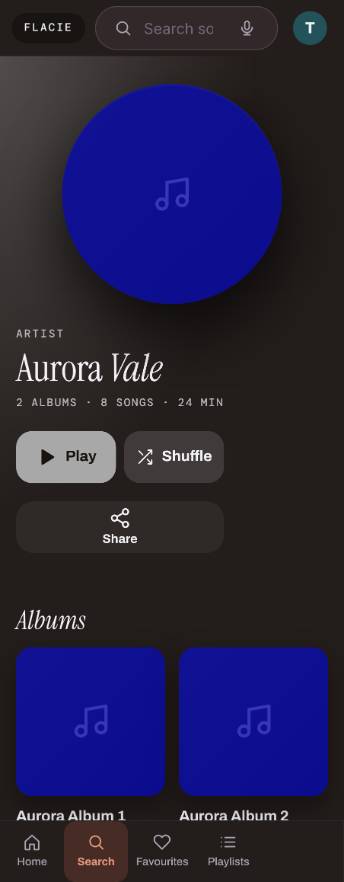 FLACIE
Search so
T
ARTIST
Aurora Vale
2 ALBUMS · 8 SONGS · 24 MIN
Play
Shuffle
Share
Albums
Aurora Album 1
Aurora Album 2
Home
Search
Favourites
Playlists